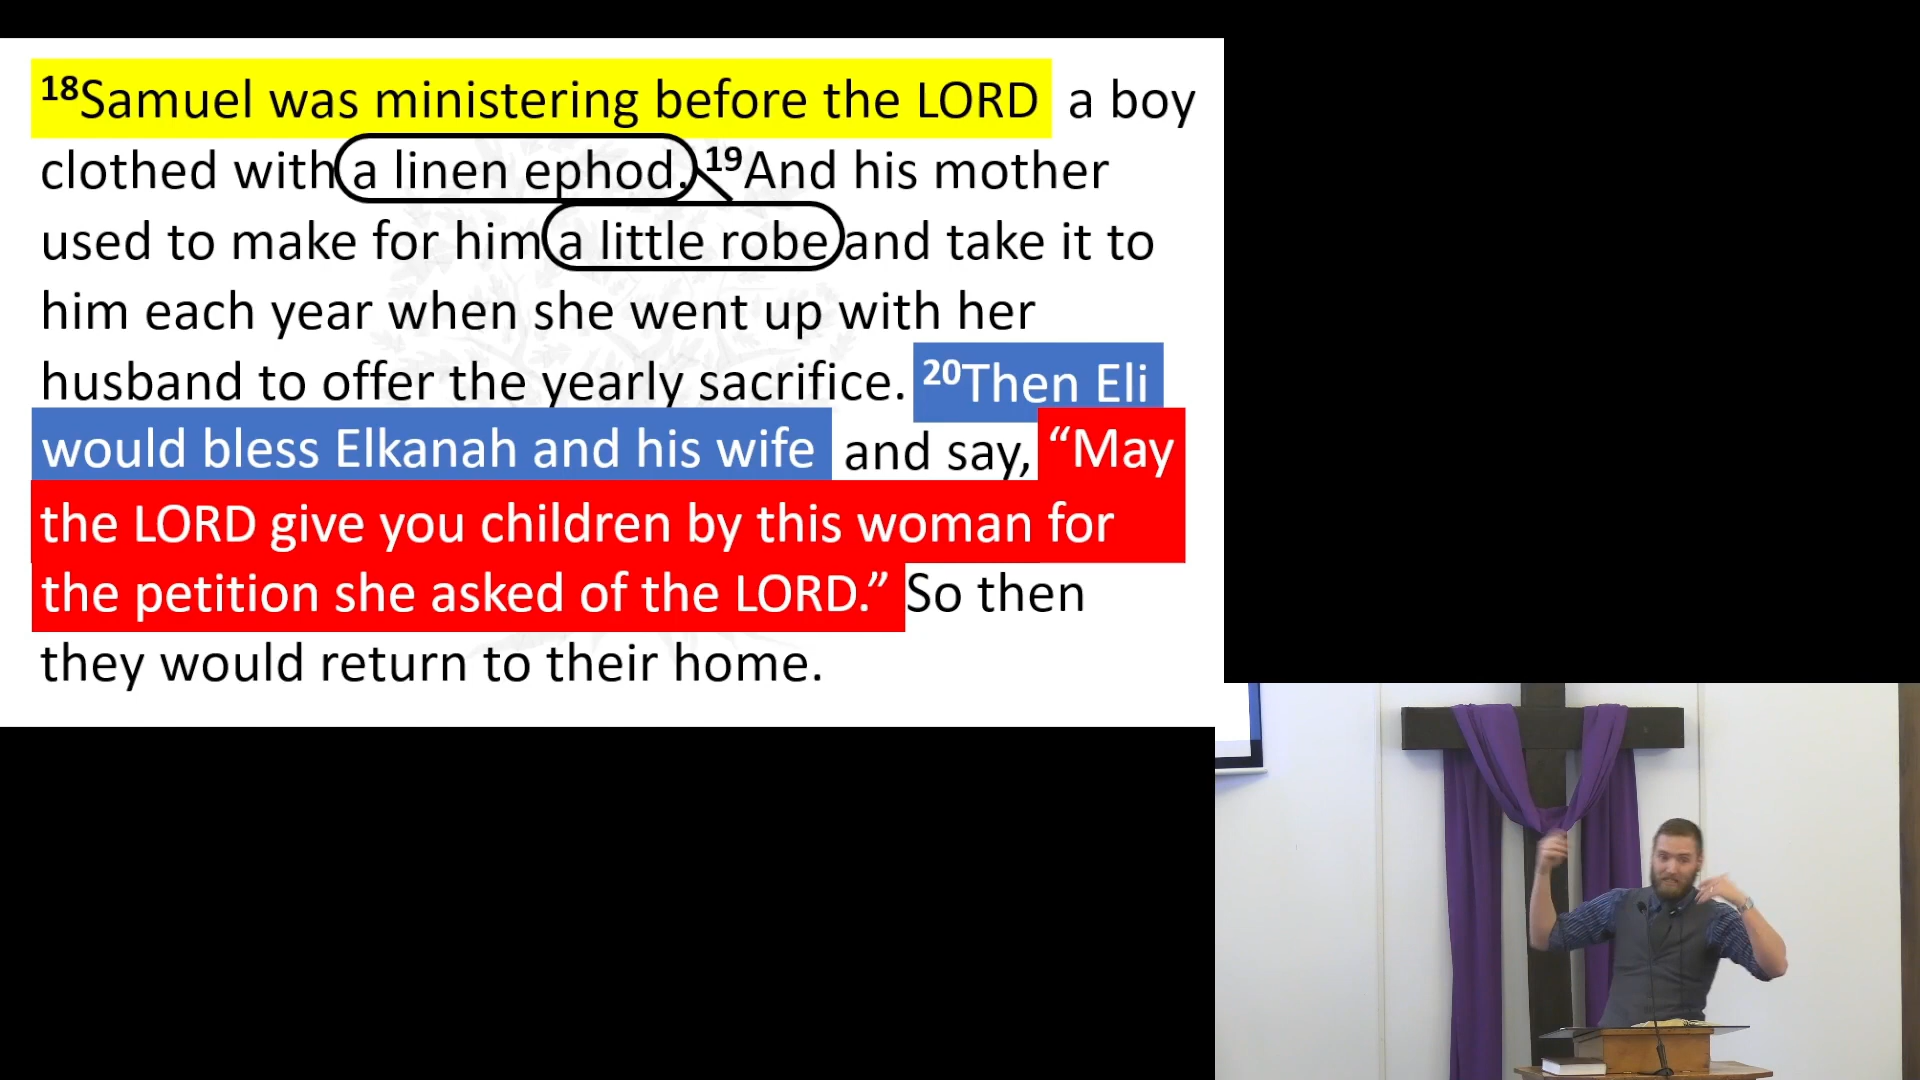 18Samuel was ministering before the LORD a boy
clothed with a linen ephod. 19And his mother
used to make for him a little robe and take it to
him each year when she went up with her
husband to offer the yearly sacrifice. 20Then Eli
would bless Elkanah and his wife and say, “May
the LORD give you children by this woman for
the petition she asked of the LORD.” So then
they would return to their home.